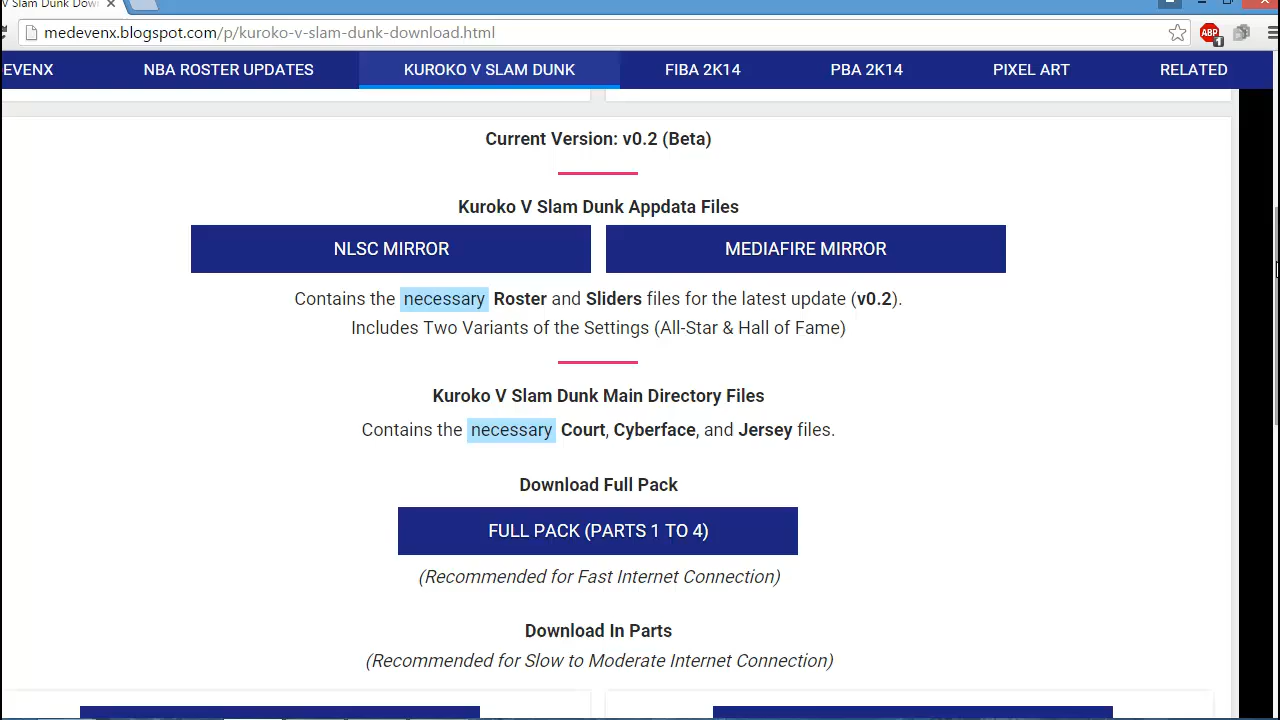 V Slam Dunk Dow
medevenx.blogspot.com/p/kuroko-v-slam-dunk-download.html
ABP
1
EVENX NBA ROSTER UPDATES KUROKO V SLAM DUNK FIBA 2K14 PBA 2K14 PIXEL ART RELATED
Current Version: v0.2 (Beta)
Kuroko V Slam Dunk Appdata Files
NLSC MIRROR MEDIAFIRE MIRROR
Contains the necessary Roster and Sliders files for the latest update (v0.2).
Includes Two Variants of the Settings (All-Star & Hall of Fame)
Kuroko V Slam Dunk Main Directory Files
Contains the necessary Court, Cyberface, and Jersey files.
Download Full Pack
FULL PACK (PARTS 1 TO 4)
(Recommended for Fast Internet Connection)
Download In Parts
(Recommended for Slow to Moderate Internet Connection)